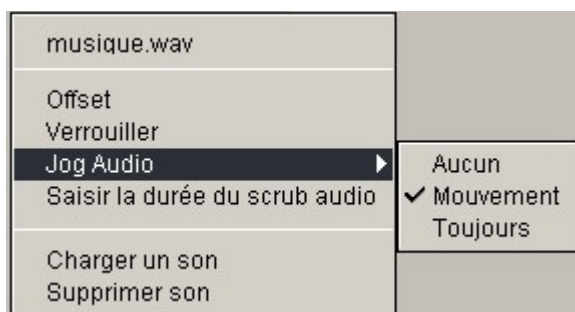 musique.wav
Offset
Verrouiller
Jog Audio
Saisir la durée du scrub audio
Charger un son
Supprimer son
Aucun
Mouvement
Toujours